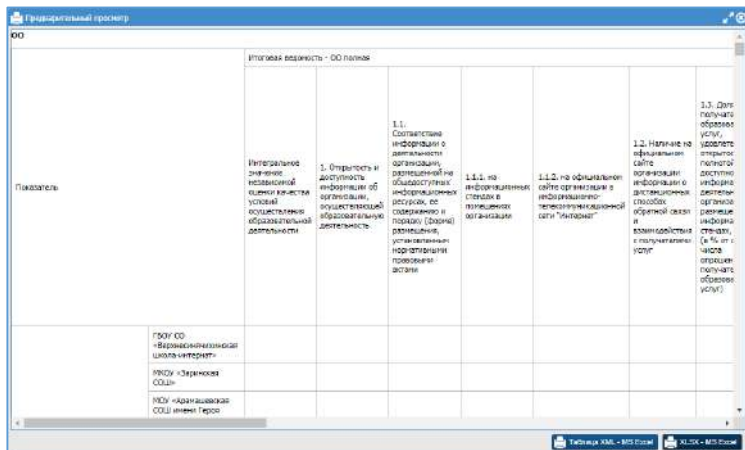 Предварительный просмотр
ОО
Итоговая ведомость - ОО полная
Показатель
Интегральное
значение
независимой
оценки качества
условий
осуществления
образовательной
деятельности
1. Открытость и
доступность
информации об
организации,
осуществляющей
образовательную
деятельность
1.1.
Соответствие
информации о
деятельности
организации,
размещенной на
общедоступных
информационных
ресурсах, ее
содержанию и
порядку (форме)
размещения,
установленным
нормативными
правовыми
актами
1.1.1. на
информационных
стендах в
помещениях
организации
1.1.2. на официальном
сайте организации в
информационно-
телекоммуникационной
сети "Интернет"
1.2. Наличие на
официальном
сайте
организации
информации о
дистанционных
способах
обратной связи
и
взаимодействия
с получателями
услуг
1.3. Доля
получате
образова
услуг,
удовлетв
открытос
полнотой
доступно
информа
деятельн
организа
размеще
информа
стендах,
(в % от о
числа
опрошен
получате
образова
услуг)
ГБОУ СО
«Верхнесинячихинская
школа-интернат»
МКОУ «Заринская
СОШ»
МОУ «Арамашевская
СОШ имени Героя
Таблица XML - MS Excel
XLSX - MS Excel